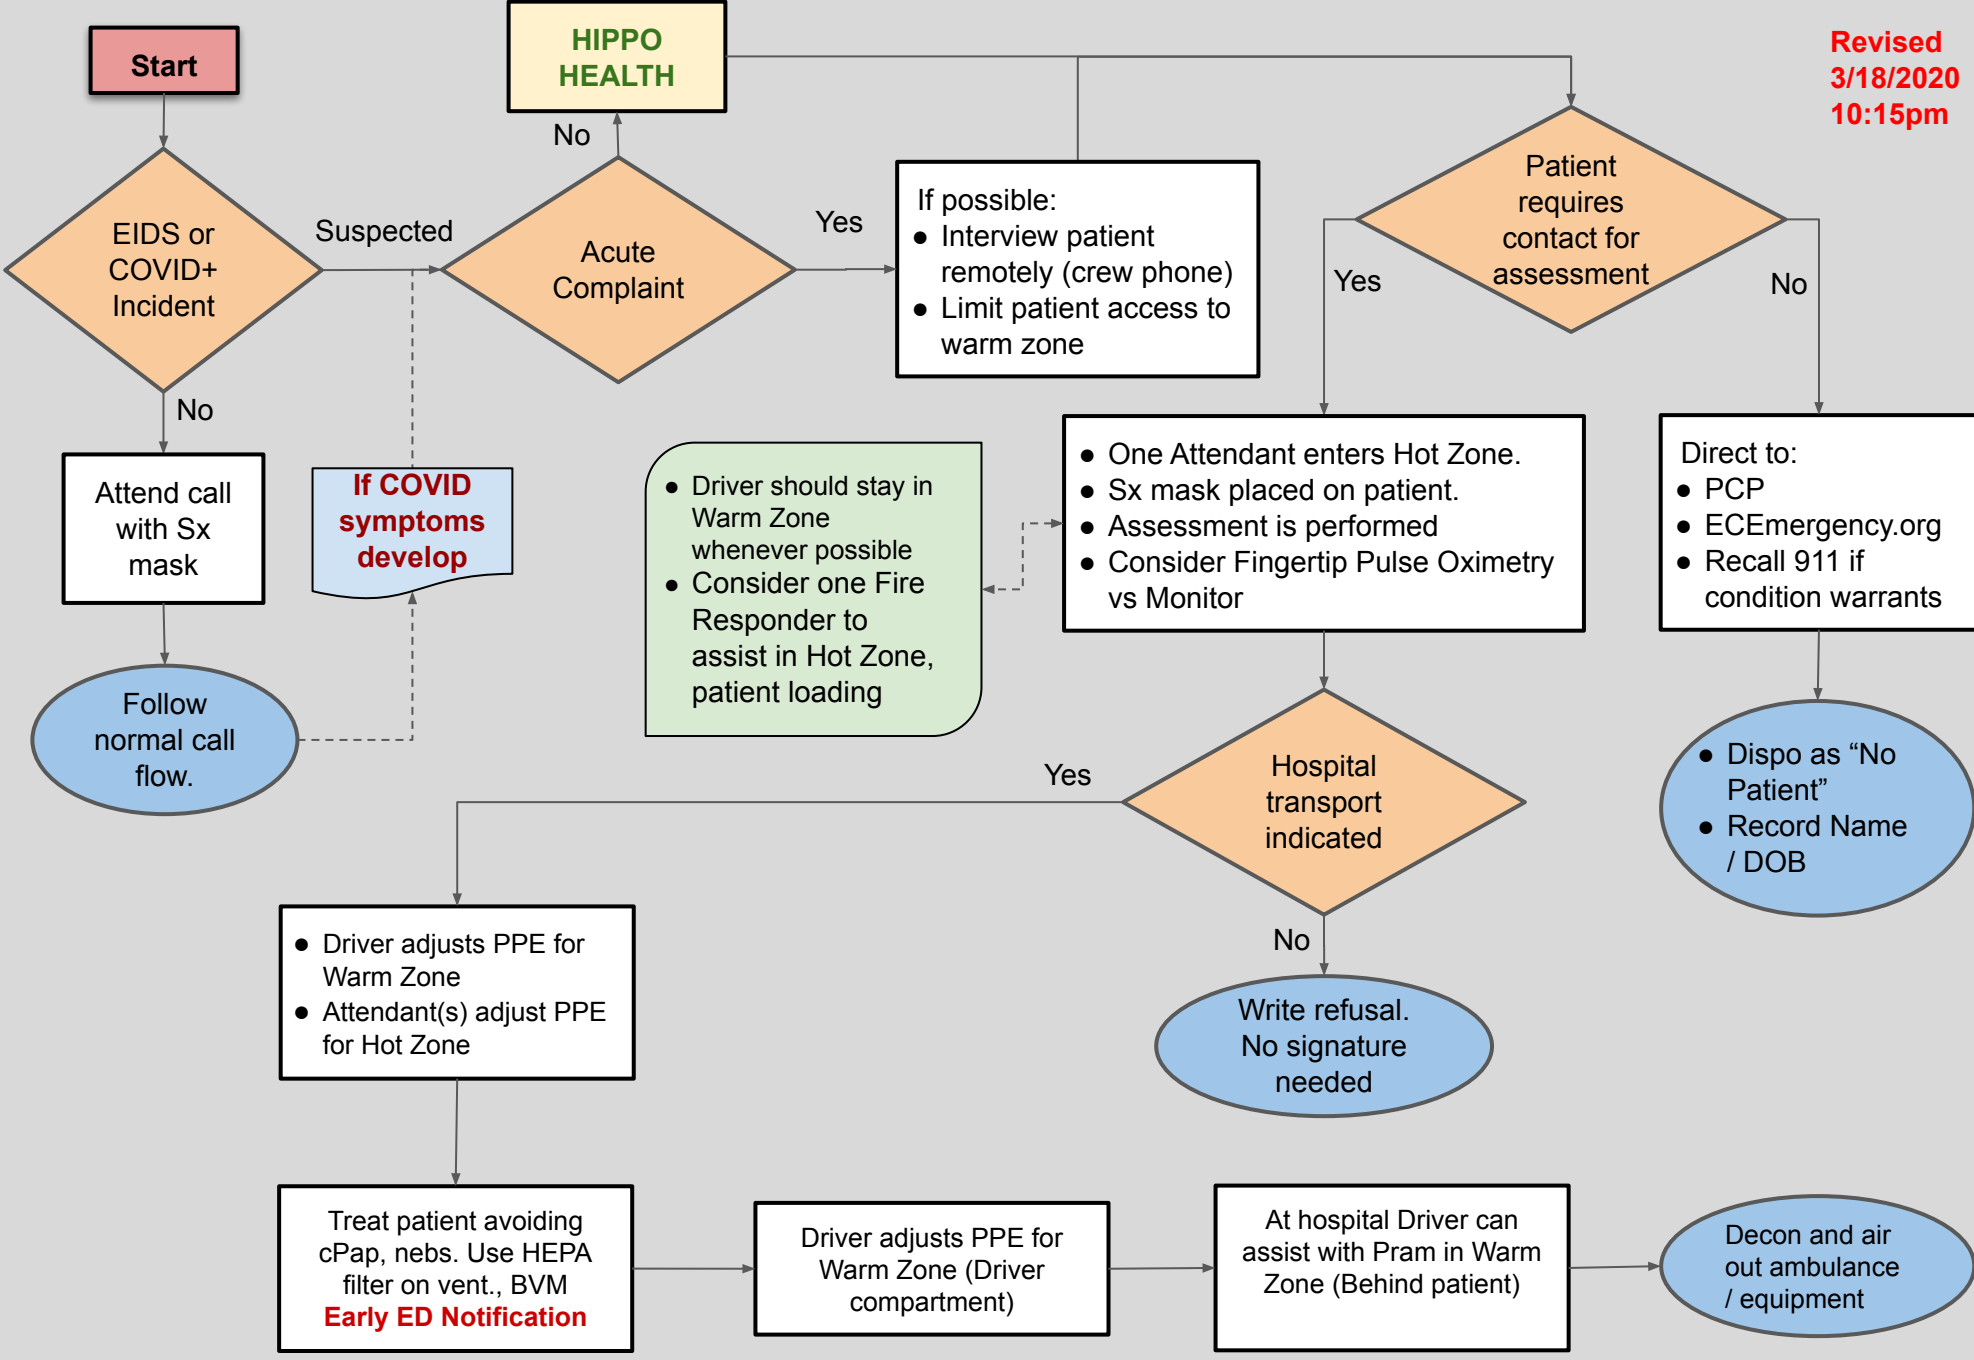 Start
HIPPO
HEALTH
Revised
3/18/2020
10:15pm
No
EIDS or
COVID+
Incident
Suspected
Acute
Complaint
Yes
If possible:
● Interview patient
remotely (crew phone)
● Limit patient access to
warm zone
Patient
requires
contact for
assessment
Yes
No
No
Attend call
with Sx
mask
If COVID
symptoms
develop
● Driver should stay in
Warm Zone
whenever possible
● Consider one Fire
Responder to
assist in Hot Zone,
patient loading
● One Attendant enters Hot Zone.
● Sx mask placed on patient.
● Assessment is performed
● Consider Fingertip Pulse Oximetry
vs Monitor
Direct to:
● PCP
● ECEmergency.org
● Recall 911 if
condition warrants
Follow
normal call
flow.
Yes
Hospital
transport
indicated
● Dispo as “No
Patient”
● Record Name
/ DOB
No
● Driver adjusts PPE for
Warm Zone
● Attendant(s) adjust PPE
for Hot Zone
Write refusal.
No signature
needed
Treat patient avoiding
cPap, nebs. Use HEPA
filter on vent., BVM
Early ED Notification
Driver adjusts PPE for
Warm Zone (Driver
compartment)
At hospital Driver can
assist with Pram in Warm
Zone (Behind patient)
Decon and air
out ambulance
/ equipment